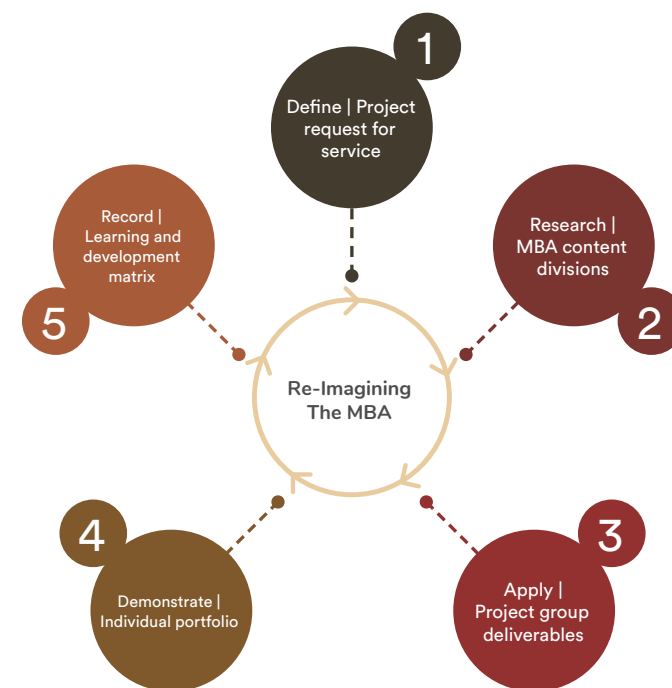 1
Define | Project
request for
service
2
Research |
MBA content
divisions
3
Apply |
Project group
deliverables
4
Demonstrate |
Individual portfolio
5
Record |
Learning and
development
matrix
Re-Imagining
The MBA